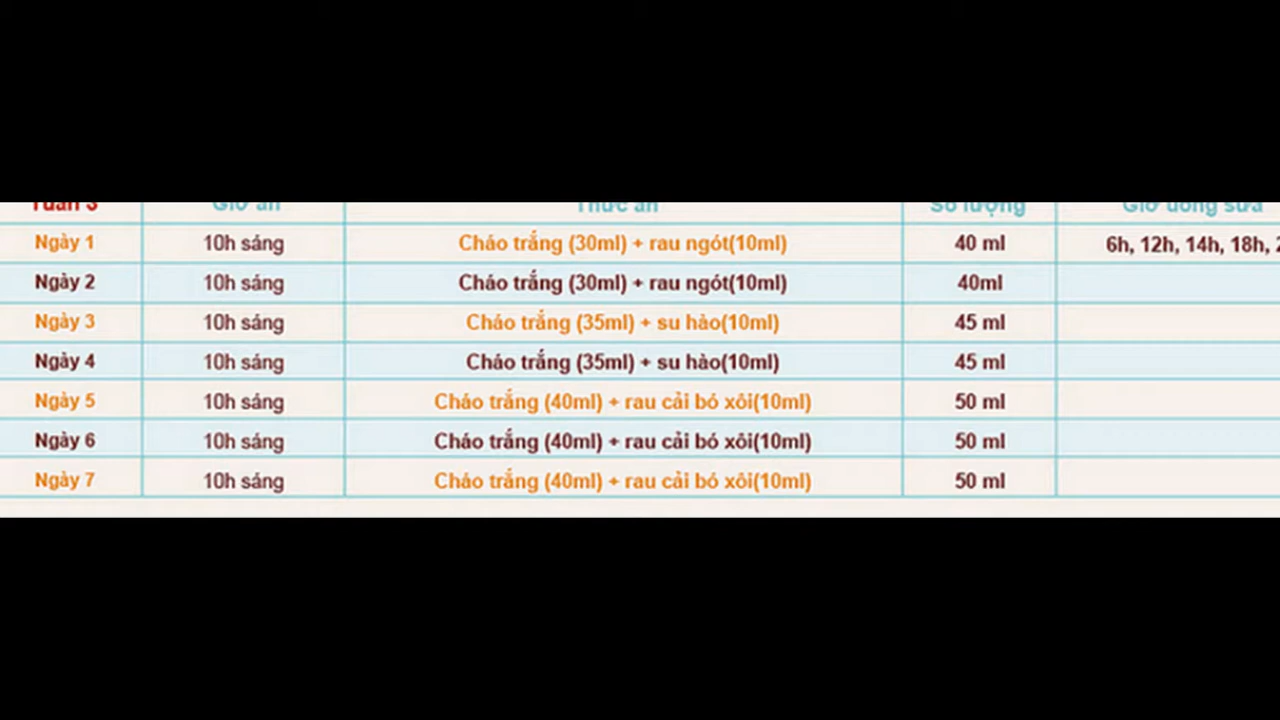 Tuần 3 Giờ ăn Thức ăn Số lượng Giờ uống sữa
Ngày 1 10h sáng Cháo trắng (30ml) + rau ngót(10ml) 40 ml 6h, 12h, 14h, 18h,
Ngày 2 10h sáng Cháo trắng (30ml) + rau ngót(10ml) 40ml
Ngày 3 10h sáng Cháo trắng (35ml) + su hào(10ml) 45 ml
Ngày 4 10h sáng Cháo trắng (35ml) + su hào(10ml) 45 ml
Ngày 5 10h sáng Cháo trắng (40ml) + rau cải bó xôi(10ml) 50 ml
Ngày 6 10h sáng Cháo trắng (40ml) + rau cải bó xôi(10ml) 50 ml
Ngày 7 10h sáng Cháo trắng (40ml) + rau cải bó xôi(10ml) 50 ml